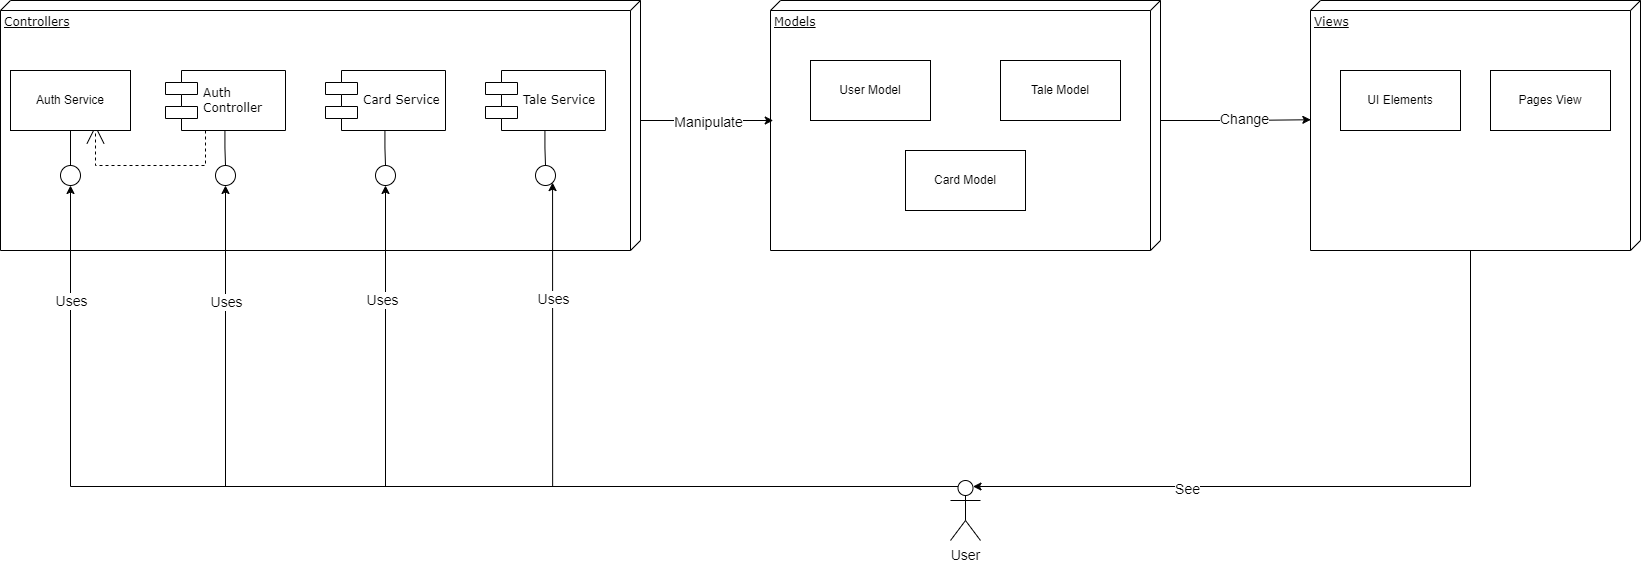 Controllers
Models
Views
Auth Service
Auth
Controller
Card Service
Tale Service
User Model
Tale Model
UI Elements
Pages View
Manipulate
Change
Card Model
Uses
Uses
Uses
Uses
See
User